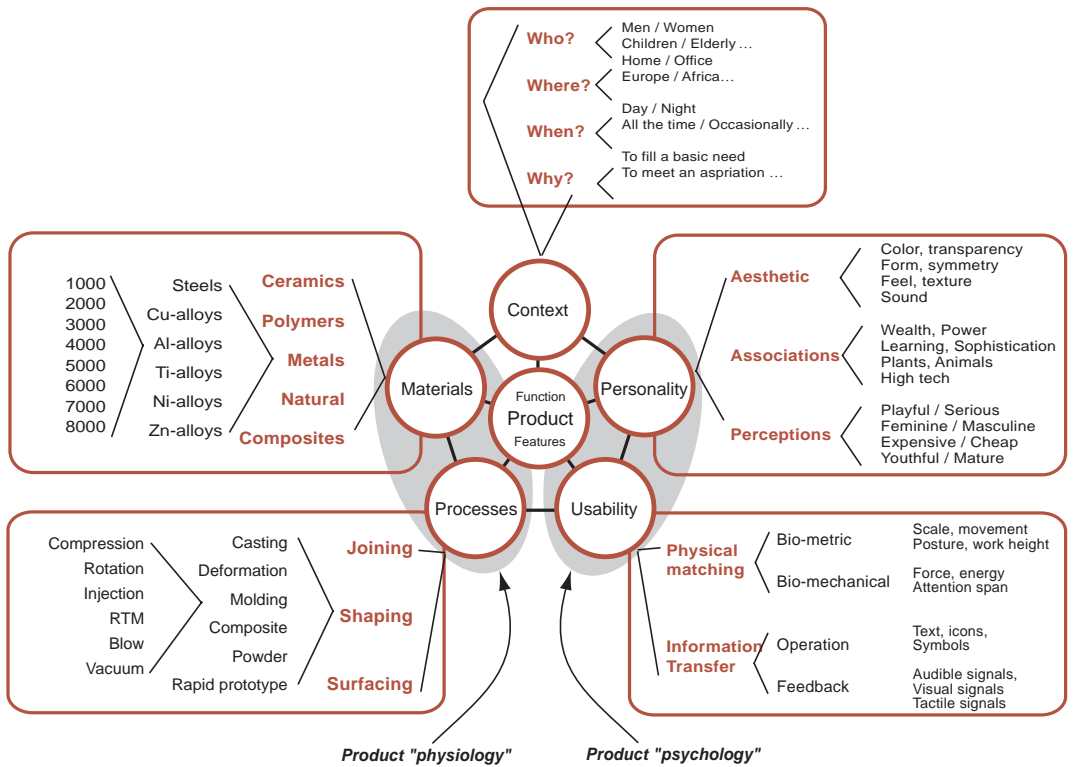 Who?
Men / Women
Children / Elderly ...
Where?
Home / Office
Europe / Africa...
When?
Day / Night
All the time / Occasionally ...
Why?
To fill a basic need
To meet an aspriation ...
1000
2000
3000
4000
5000
6000
7000
8000
Steels
Cu-alloys
Al-alloys
Ti-alloys
Ni-alloys
Zn-alloys
Ceramics
Polymers
Metals
Natural
Composites
Context
Materials
Function
Product
Features
Personality
Processes
Usability
Aesthetic
Color, transparency
Form, symmetry
Feel, texture
Sound
Associations
Wealth, Power
Learning, Sophistication
Plants, Animals
High tech
Perceptions
Playful / Serious
Feminine / Masculine
Expensive / Cheap
Youthful / Mature
Compression
Rotation
Injection
RTM
Blow
Vacuum
Casting
Deformation
Molding
Composite
Powder
Rapid prototype
Joining
Shaping
Surfacing
Physical
matching
Bio-metric
Scale, movement
Posture, work height
Bio-mechanical
Force, energy
Attention span
Information
Transfer
Operation
Text, icons,
Symbols
Feedback
Audible signals,
Visual signals
Tactile signals
Product "physiology"
Product "psychology"